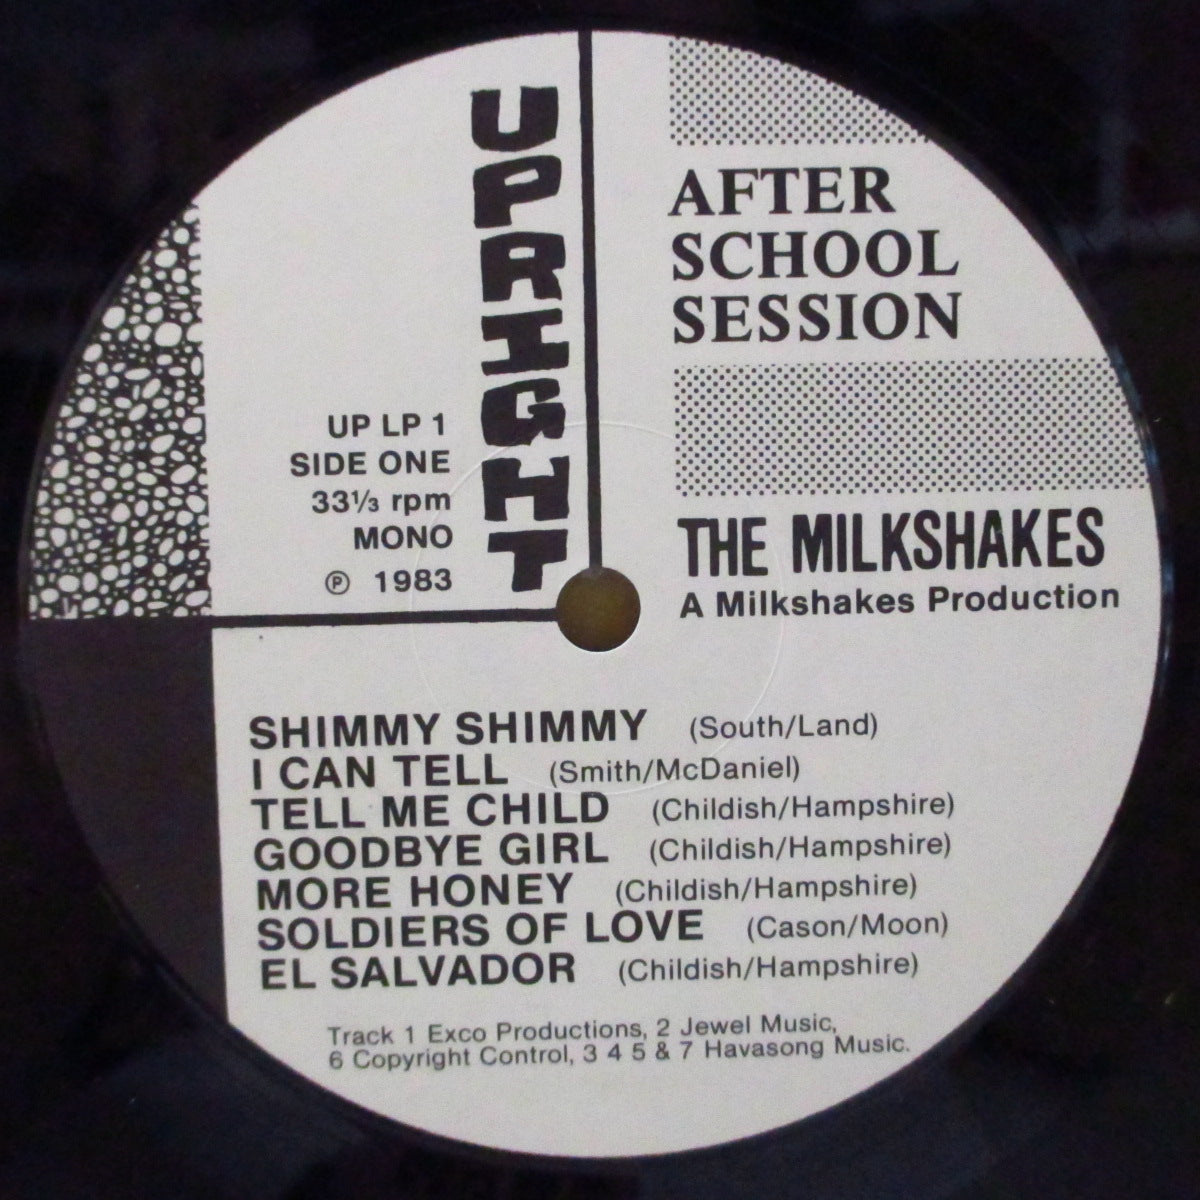 UPRIGHT
UP LP 1
SIDE ONE
33⅓ rpm
MONO
℗ 1983
AFTER
SCHOOL
SESSION
THE MILKSHAKES
A Milkshakes Production
SHIMMY SHIMMY (South/Land)
I CAN TELL (Smith/McDaniel)
TELL ME CHILD (Childish/Hampshire)
GOODBYE GIRL (Childish/Hampshire)
MORE HONEY (Childish/Hampshire)
SOLDIERS OF LOVE (Cason/Moon)
EL SALVADOR (Childish/Hampshire)
Track 1 Exco Productions, 2 Jewel Music,
6 Copyright Control, 3 4 5 & 7 Havasong Music.